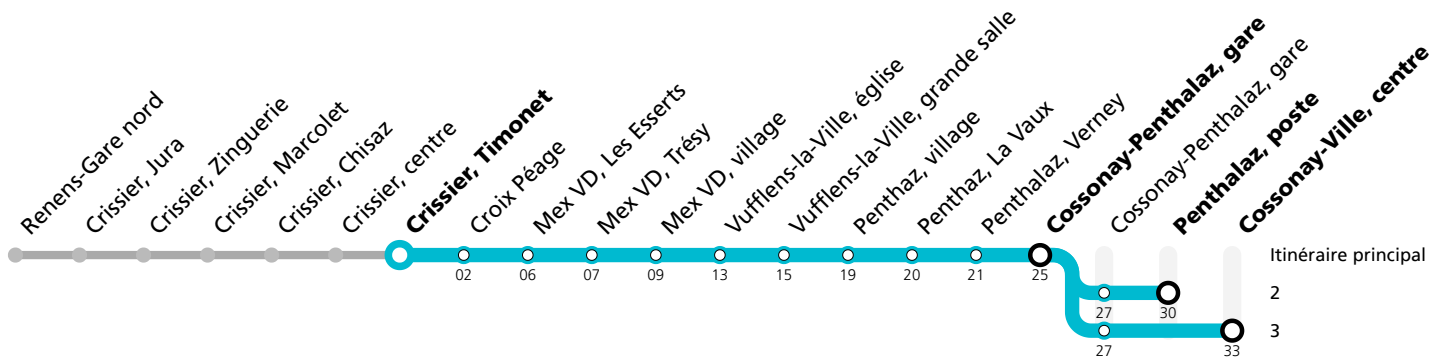 Renens-Gare nord
Crissier, Jura
Crissier, Zinguerie
Crissier, Marcolet
Crissier, Chisaz
Crissier, centre
Crissier, Timonet
Croix Péage
Mex VD, Les Esserts
Mex VD, Trésy
Mex VD, village
Vufflens-la-Ville, église
Vufflens-la-Ville, grande salle
Penthaz, village
Penthaz, La Vaux
Penthalaz, Verney
Cossonay-Penthalaz, gare
Cossonay-Penthalaz, gare
Penthalaz, poste
Cossonay-Ville, centre
Itinéraire principal
02 06 07 09 13 15 19 20 21 25
2
27 30
3
27 33